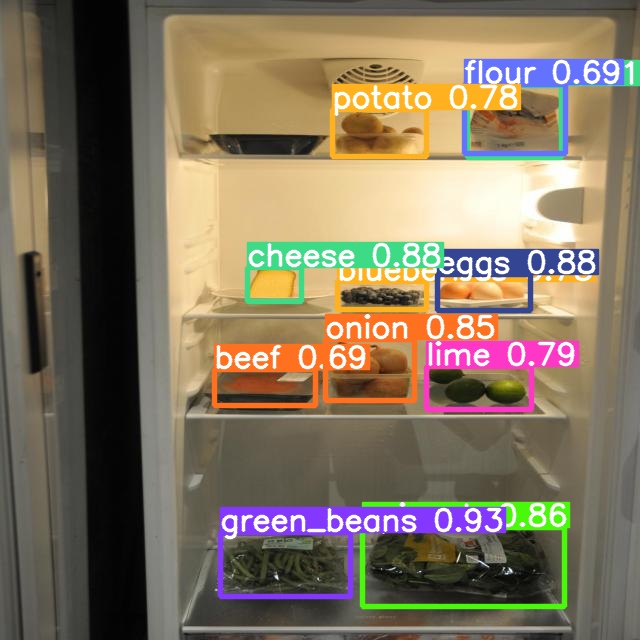 flour 0.691
potato 0.78
cheese 0.88
eggs 0.88
onion 0.85
beef 0.69
lime 0.79
green_beans 0.93
0.86